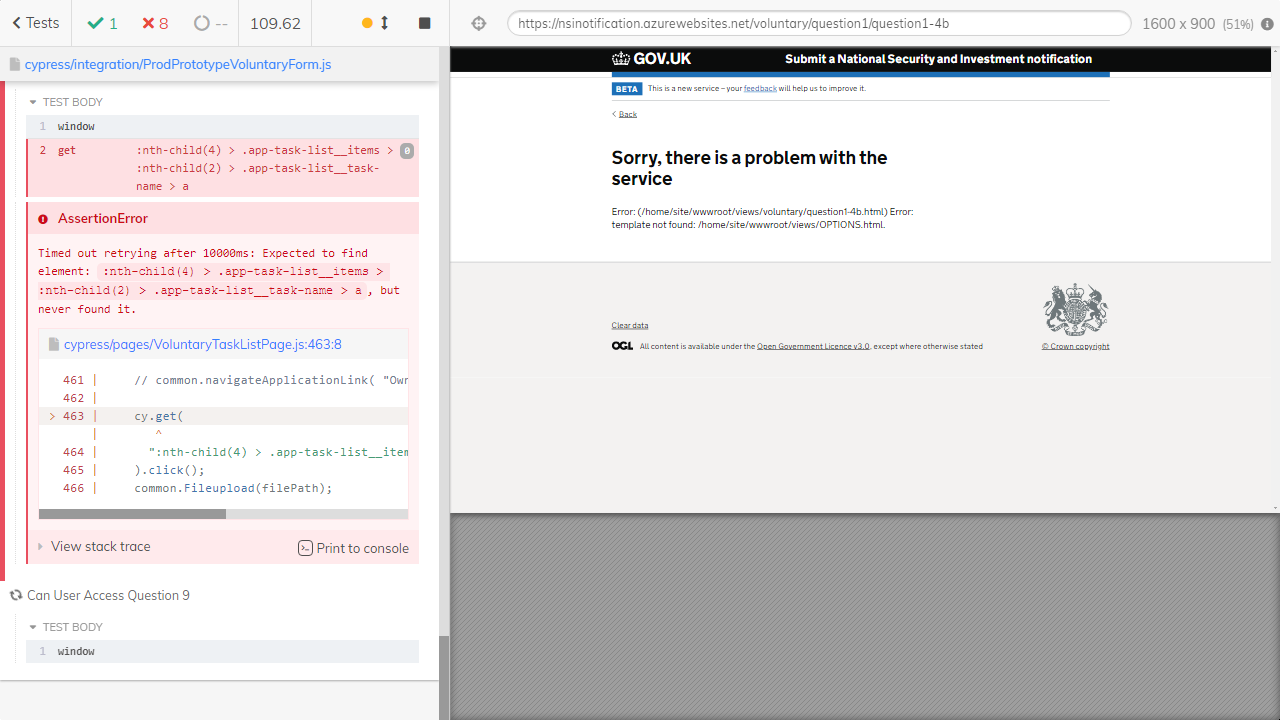 Tests
1
8
--
109.62
https://nsinotification.azurewebsites.net/voluntary/question1/question1-4b
1600 x 900 (51%)
cypress/integration/ProdPrototypeVoluntaryForm.js
TEST BODY
1 window
2 get :nth-child(4) > .app-task-list__items > 0
:nth-child(2) > .app-task-list__task-
name > a
AssertionError
Timed out retrying after 10000ms: Expected to find
element: :nth-child(4) > .app-task-list__items >
:nth-child(2) > .app-task-list__task-name > a, but
never found it.
cypress/pages/VoluntaryTaskListPage.js:463:8
461 | // common.navigateApplicationLink( "Own
462 |
> 463 | cy.get(
| ^
464 | ":nth-child(4) > .app-task-list__item
465 | ).click();
466 | common.Fileupload(filePath);
View stack trace
Print to console
Can User Access Question 9
TEST BODY
1 window
GOV.UK
Submit a National Security and Investment notification
BETA This is a new service – your feedback will help us to improve it.
Back
Sorry, there is a problem with the
service
Error: (/home/site/wwwroot/views/voluntary/question1-4b.html) Error:
template not found: /home/site/wwwroot/views/OPTIONS.html.
Clear data
OGL All content is available under the Open Government Licence v3.0, except where otherwise stated
© Crown copyright